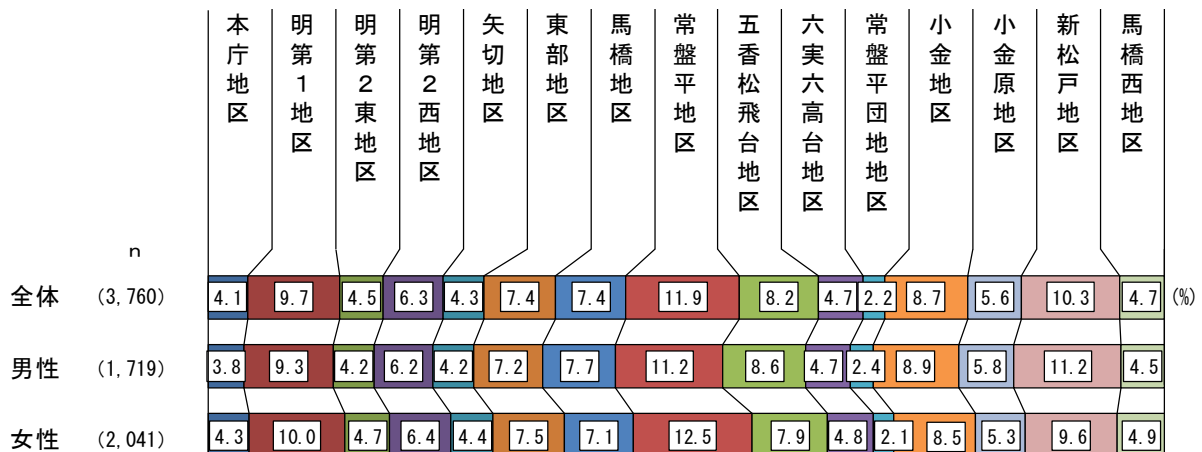 本庁地区
明第１地区
明第２東地区
明第２西地区
矢切地区
東部地区
馬橋地区
常盤平地区
五香松飛台地区
六実六高台地区
常盤平団地地区
小金地区
小金原地区
新松戸地区
馬橋西地区
n
全体 (3,760) 4.1 9.7 4.5 6.3 4.3 7.4 7.4 11.9 8.2 4.7 2.2 8.7 5.6 10.3 4.7 (%)
男性 (1,719) 3.8 9.3 4.2 6.2 4.2 7.2 7.7 11.2 8.6 4.7 2.4 8.9 5.8 11.2 4.5
女性 (2,041) 4.3 10.0 4.7 6.4 4.4 7.5 7.1 12.5 7.9 4.8 2.1 8.5 5.3 9.6 4.9